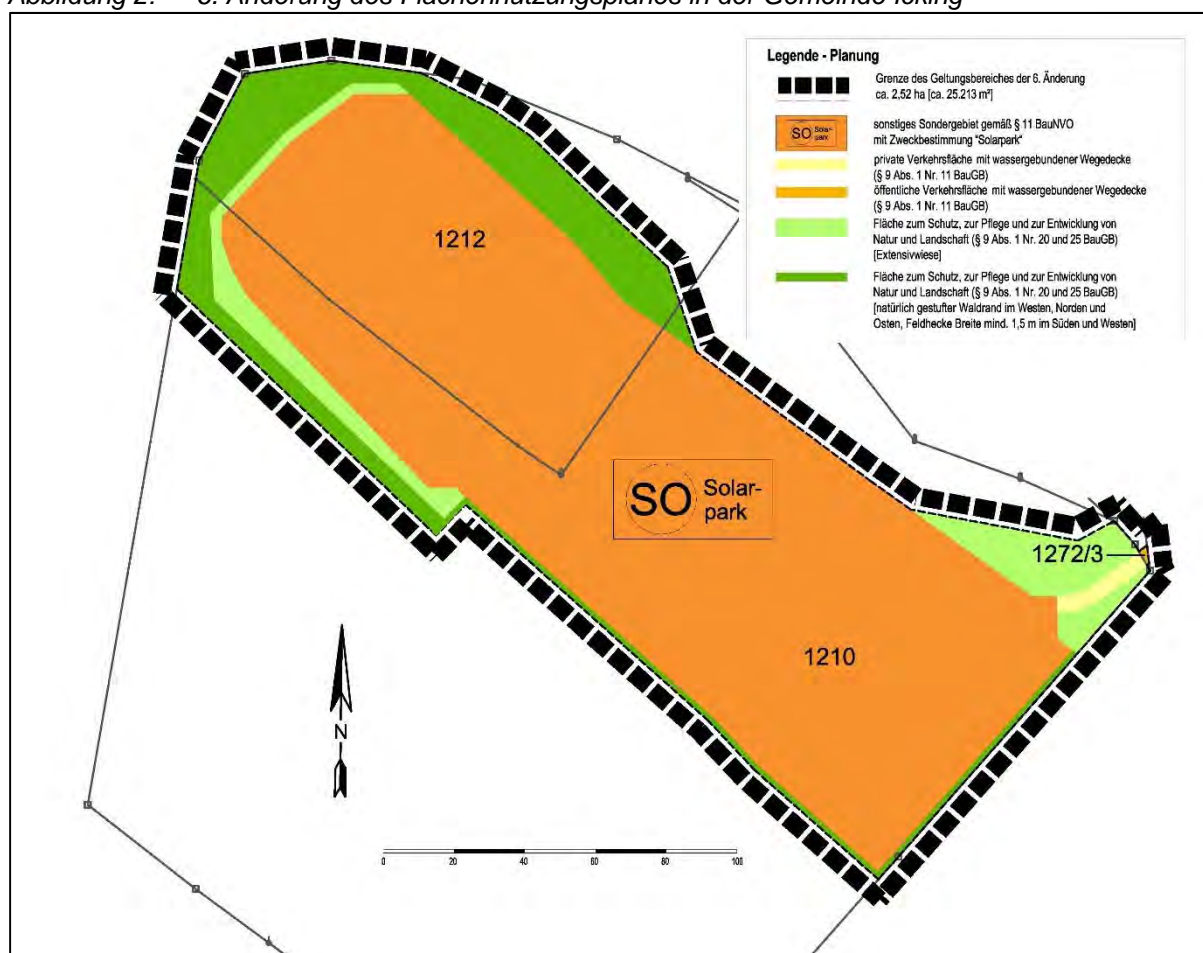 Abbildung 2: 6. Änderung des Flächennutzungsplanes in der Gemeinde Icking
Legende - Planung
Grenze des Geltungsbereiches der 6. Änderung
ca. 2,52 ha [ca. 25.213 m²]
SO Solar-
park
sonstiges Sondergebiet gemäß § 11 BauNVO
mit Zweckbestimmung "Solarpark"
private Verkehrsfläche mit wassergebundener Wegedecke
(§ 9 Abs. 1 Nr. 11 BauGB)
öffentliche Verkehrsfläche mit wassergebundener Wegedecke
(§ 9 Abs. 1 Nr. 11 BauGB)
Fläche zum Schutz, zur Pflege und zur Entwicklung von
Natur und Landschaft (§ 9 Abs. 1 Nr. 20 und 25 BauGB)
[Extensivwiese]
Fläche zum Schutz, zur Pflege und zur Entwicklung von
Natur und Landschaft (§ 9 Abs. 1 Nr. 20 und 25 BauGB)
[natürlich gestufter Waldrand im Westen, Norden und
Osten, Feldhecke Breite mind. 1,5 m im Süden und Westen]
1212
SO Solar-
park
1272/3
1210
N
0 20 40 60 80 100